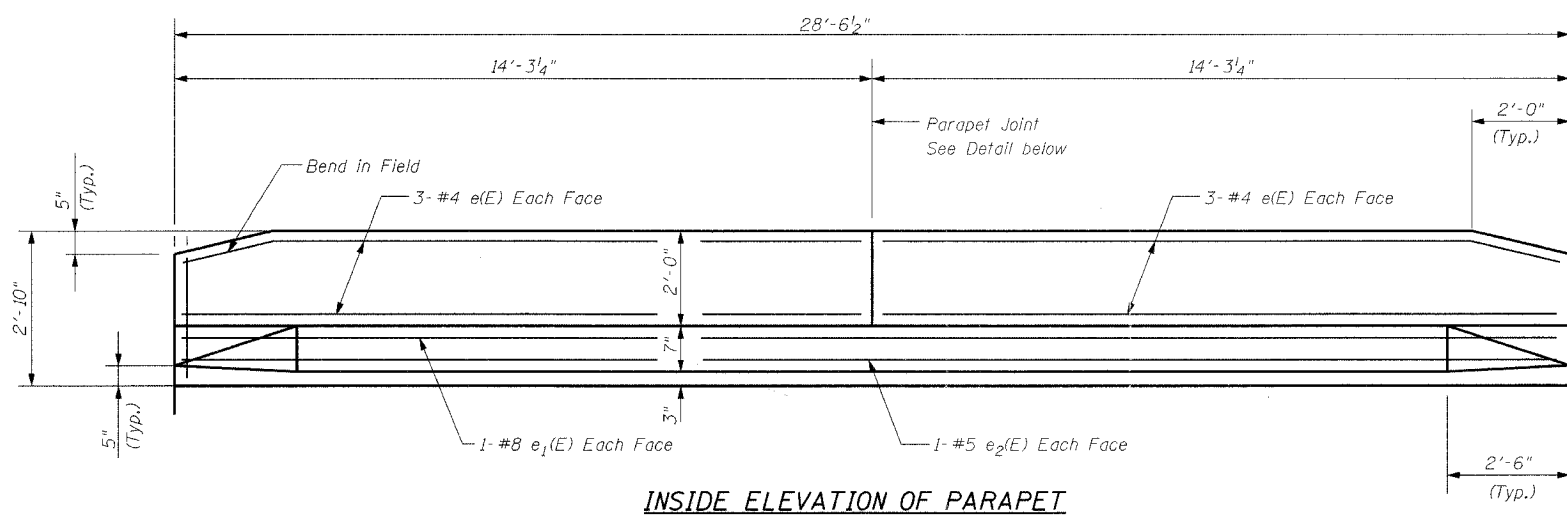 28'-6½"
14'-3¼"
14'-3¼"
2'-0"
(Typ.)
Parapet Joint
See Detail below
Bend in Field
5"
(Typ.)
3-#4 e(E) Each Face
3-#4 e(E) Each Face
2'-10"
2'-0"
7"
3"
5"
(Typ.)
1-#8 e₁(E) Each Face
1-#5 e₂(E) Each Face
2'-6"
(Typ.)
INSIDE ELEVATION OF PARAPET